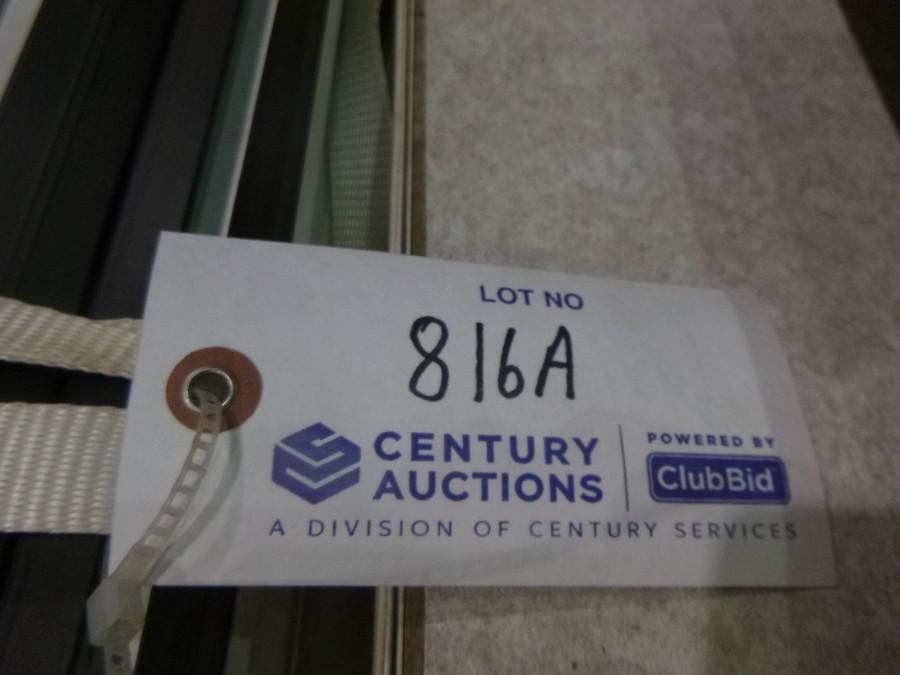 LOT NO
816A
CENTURY
AUCTIONS
A DIVISION OF CENTURY SERVICES
POWERED BY
ClubBid